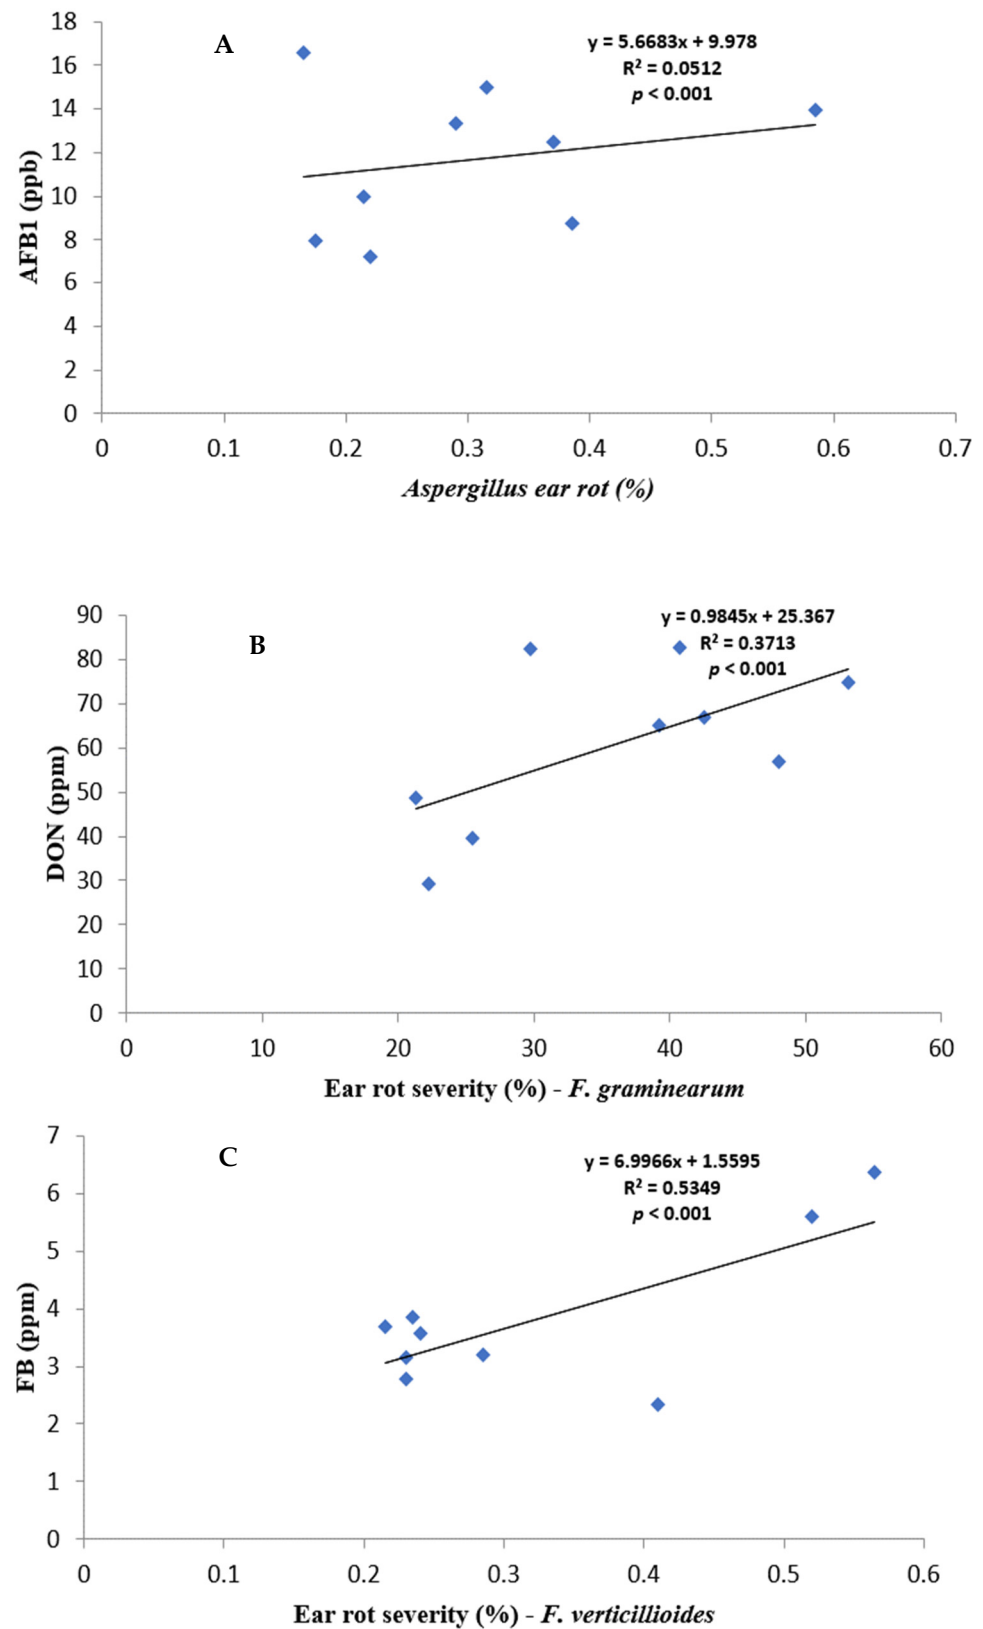 A
y = 5.6683x + 9.978
R² = 0.0512
p < 0.001
AFB1 (ppb)
18
16
14
12
10
8
6
4
2
0
0 0.1 0.2 0.3 0.4 0.5 0.6 0.7
Aspergillus ear rot (%)
B
y = 0.9845x + 25.367
R² = 0.3713
p < 0.001
DON (ppm)
90
80
70
60
50
40
30
20
10
0
0 10 20 30 40 50 60
Ear rot severity (%) - F. graminearum
C
y = 6.9966x + 1.5595
R² = 0.5349
p < 0.001
FB (ppm)
7
6
5
4
3
2
1
0
0 0.1 0.2 0.3 0.4 0.5 0.6
Ear rot severity (%) - F. verticillioides